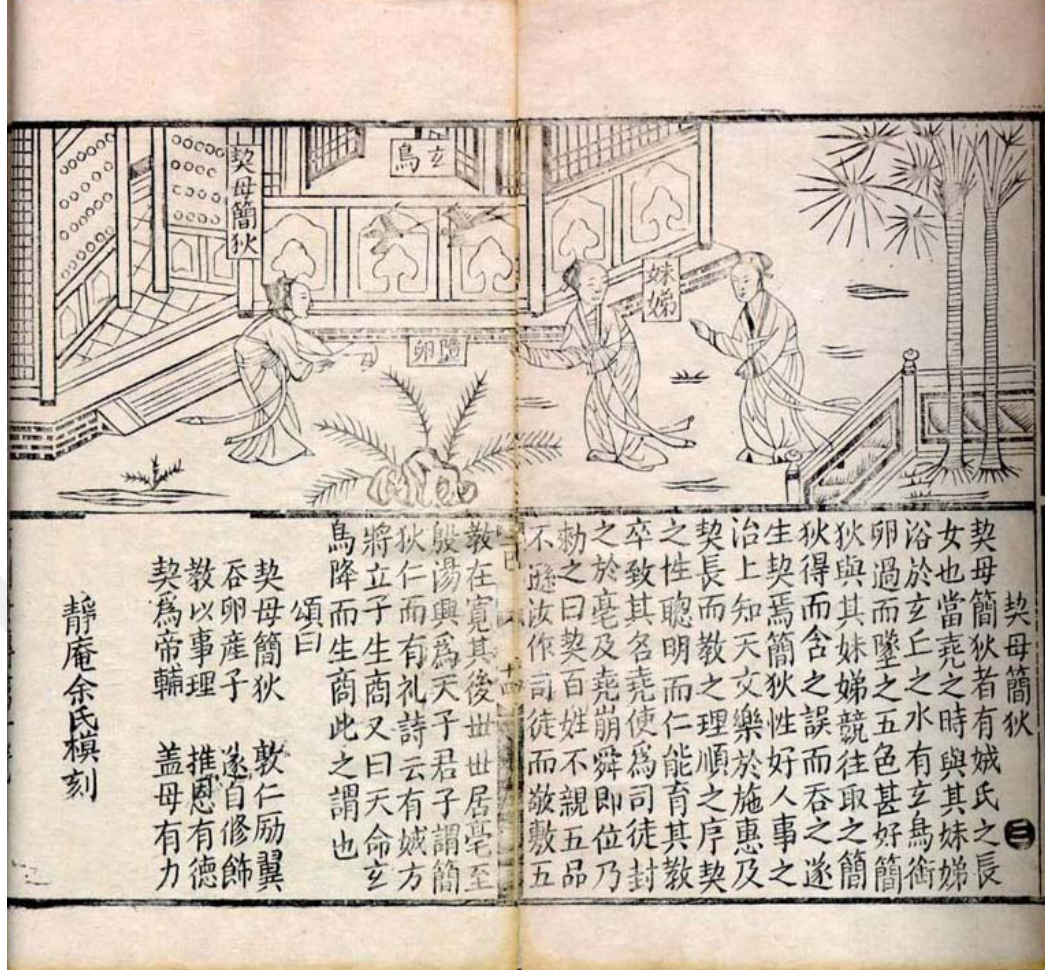 妹娣
玄鳥
墜卵
契母簡狄
契母簡狄 三
契母簡狄者有娀氏之長
女也當堯之時與其妹娣
浴於玄丘之水有玄鳥銜
卵過而墜之五色甚好簡
狄與其妹娣競往取之簡
狄得而含之誤而吞之遂
生契焉簡狄性好人事之
治上知天文樂於施惠及
契長而教之理順之序契
之性聰明而仁能育其教
卒致其名堯使爲司徒封
之於亳及堯崩舜即位乃
勑之曰契百姓不親五品
不遜汝作司徒而敬敷五
十四
教在寬其後世世居亳至
殷湯興爲天子君子謂簡
狄仁而有礼詩云有娀方
將立子生商又曰天命玄
鳥降而生商此之謂也
頌曰
契母簡狄 敦仁励翼
吞卵産子 遂自修飾
教以事理 推恩有德
契爲帝輔 盖母有力
靜庵余氏模刻